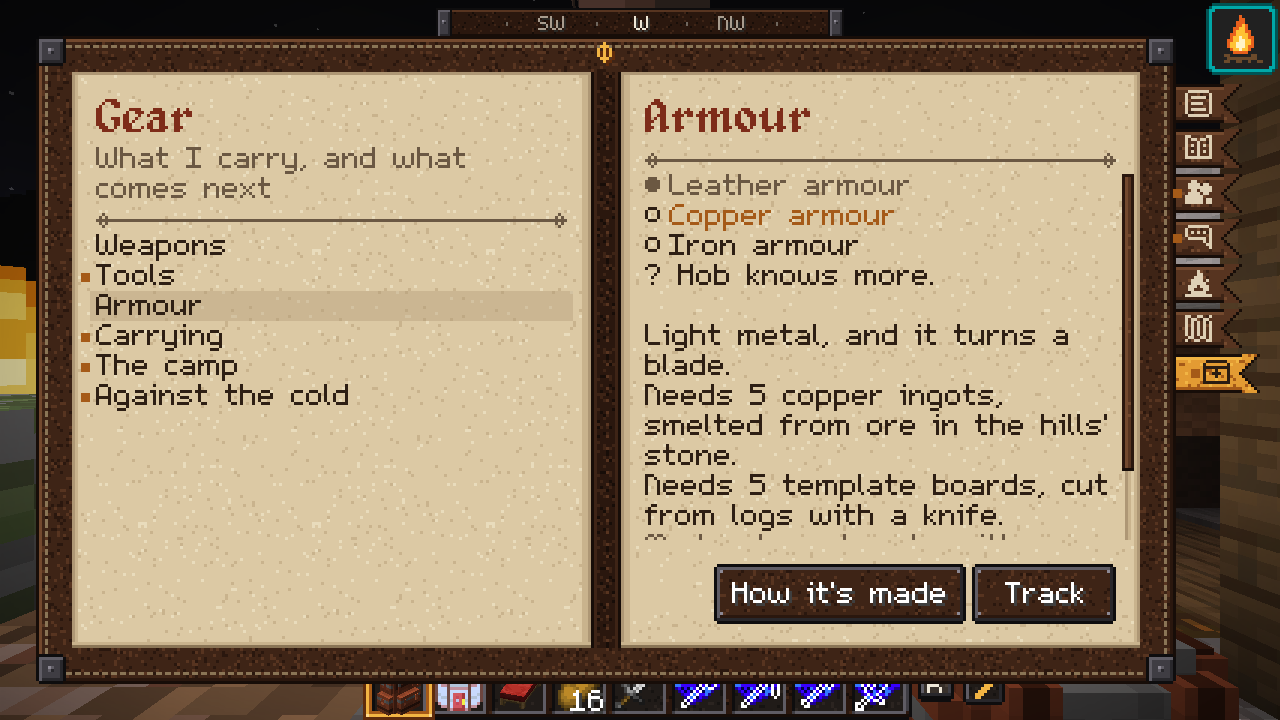 SW W NW
Gear
What I carry, and what
comes next
Weapons
Tools
Armour
Carrying
The camp
Against the cold
Armour
Leather armour
Copper armour
Iron armour
? Hob knows more.
Light metal, and it turns a
blade.
Needs 5 copper ingots,
smelted from ore in the hills'
stone.
Needs 5 template boards, cut
from logs with a knife.
How it's made
Track
16